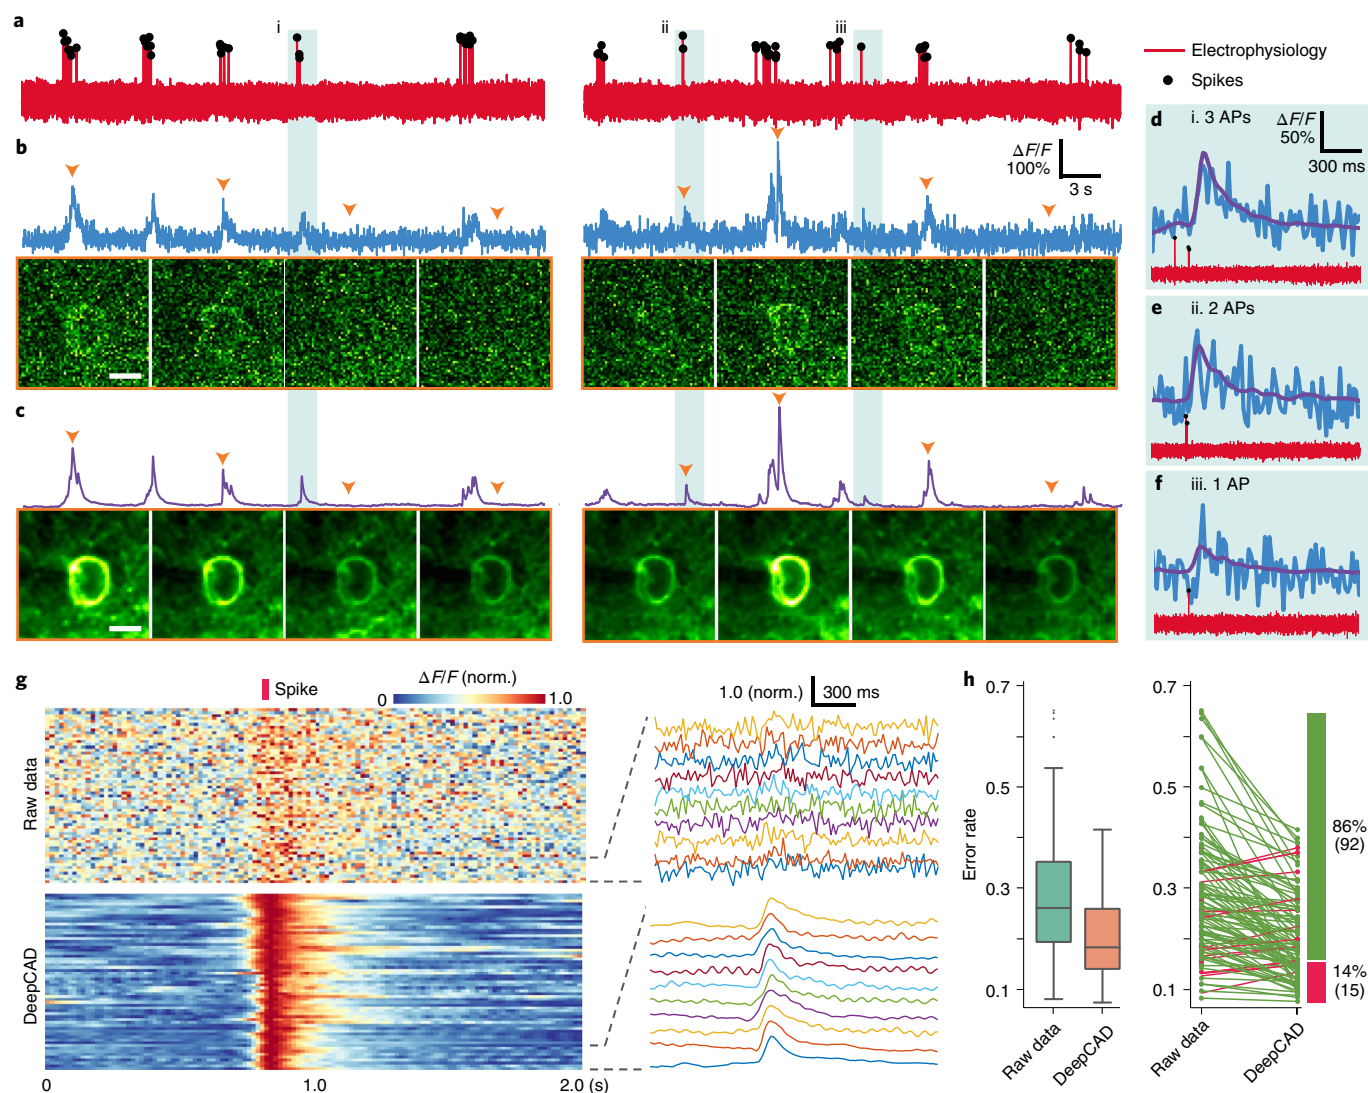 a
i
ii
iii
Electrophysiology
Spikes
b
ΔF/F
100%
3 s
c
d
i. 3 APs
ΔF/F
50%
300 ms
e
ii. 2 APs
f
iii. 1 AP
g
Spike
ΔF/F (norm.)
0
1.0
1.0 (norm.)
300 ms
Raw data
DeepCAD
0
1.0
2.0 (s)
h
Error rate
0.7
0.5
0.3
0.1
Raw data
DeepCAD
0.7
0.5
0.3
0.1
Raw data
DeepCAD
86%
(92)
14%
(15)